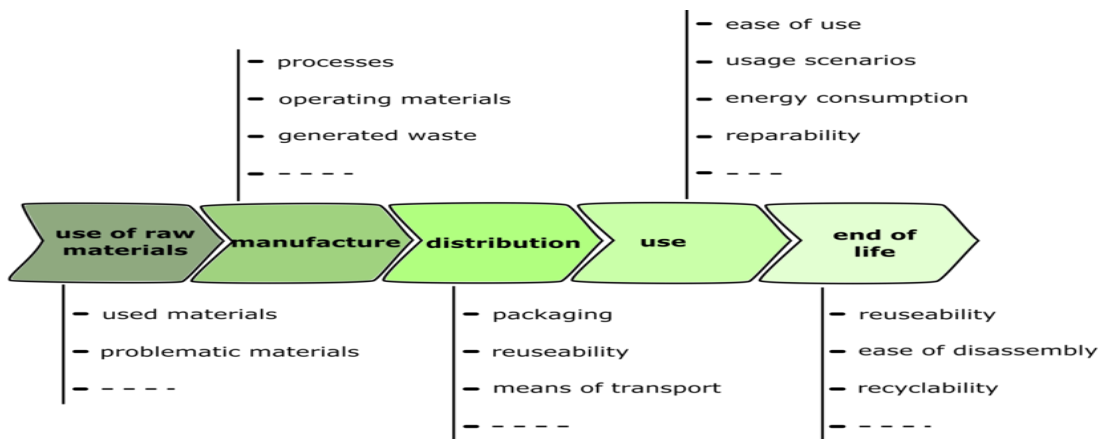 ease of use
usage scenarios
energy consumption
reparability
- - -
processes
operating materials
generated waste
- - - -
use of raw
materials
manufacture
distribution
use
end of
life
used materials
problematic materials
- - - -
packaging
reuseability
means of transport
- - - -
reuseability
ease of disassembly
recyclability
- - - -